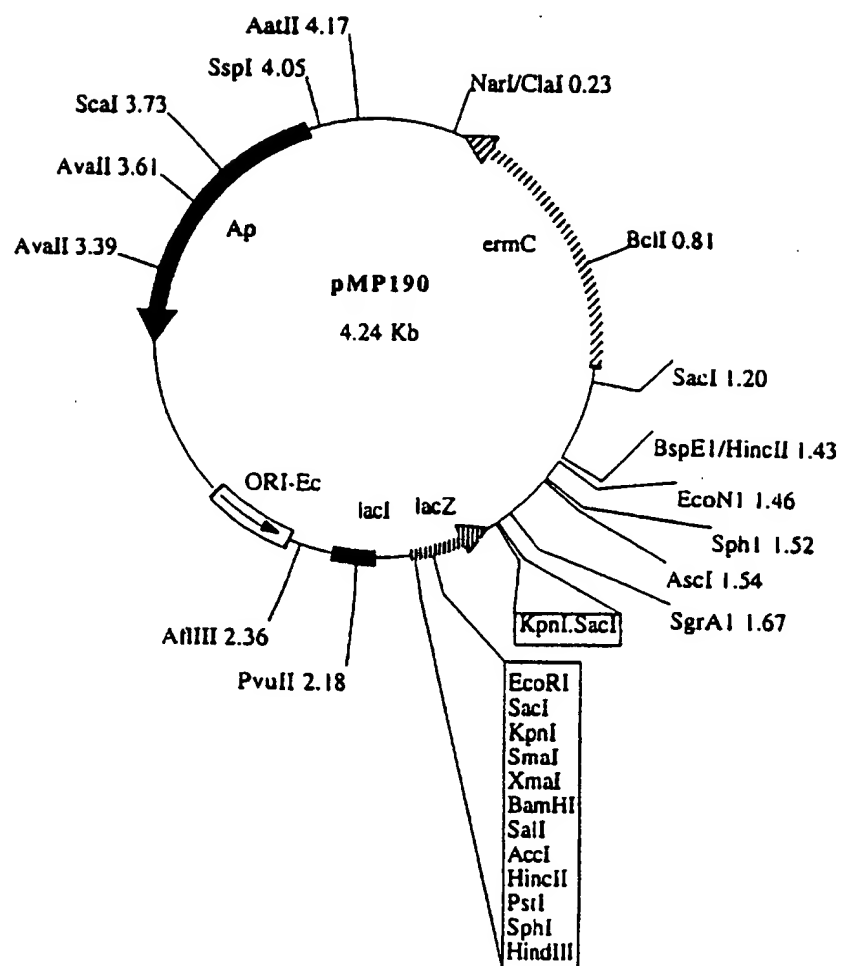 AatII 4.17
SspI 4.05
NarI/ClaI 0.23
ScaI 3.73
AvaII 3.61
AvaII 3.39
Ap
ermC
BclI 0.81
pMP190
4.24 Kb
SacI 1.20
BspE1/HincII 1.43
EcoN1 1.46
Sph1 1.52
AscI 1.54
SgrA1 1.67
ORI-Ec
lacI
lacZ
KpnI.SacI
AflIII 2.36
PvuII 2.18
EcoRI
SacI
KpnI
SmaI
XmaI
BamHI
SalI
AccI
HincII
PstI
SphI
HindIII